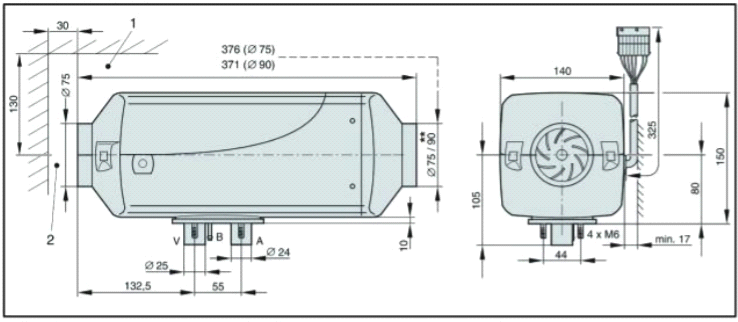 1
30
376 (Ø 75)
371 (Ø 90)
Ø 75
130
2
Ø 75 / 90 **
V
B
A
10
Ø 25
Ø 24
132,5
55
140
325
150
105
80
4 x M6
min. 17
44